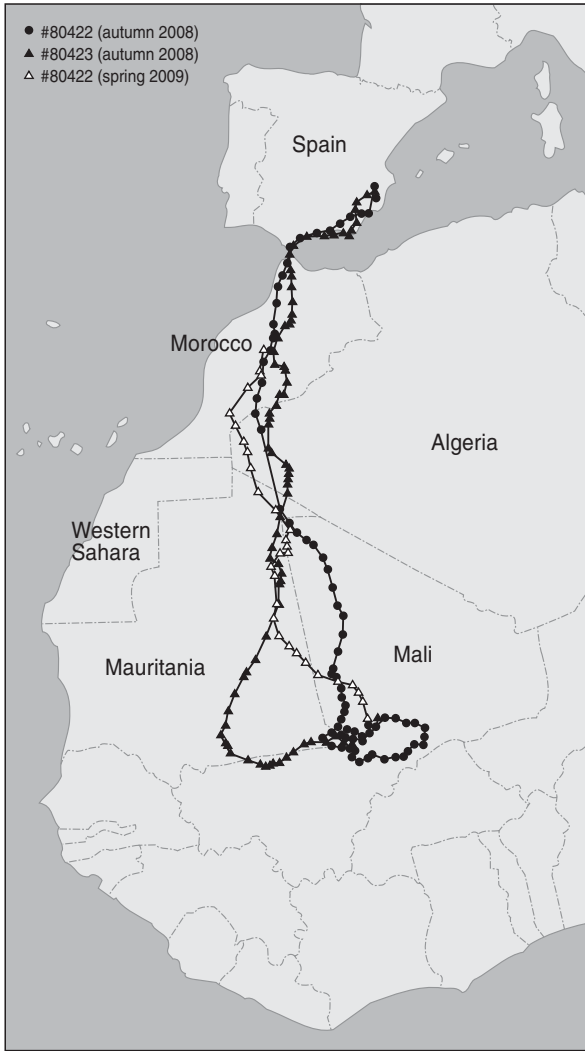 #80422 (autumn 2008)
#80423 (autumn 2008)
#80422 (spring 2009)
Spain
Morocco
Algeria
Western
Sahara
Mauritania
Mali